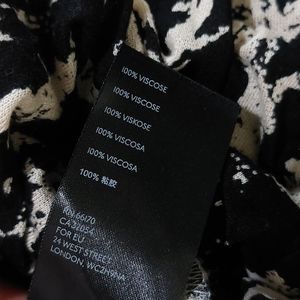 100% VISCOSE
100% VISCOSE
100% VISKOSE
100% VISCOSA
100% VISCOSA
100% 粘胶
RN 66170
CA 32054
FOR EU
24 WEST STREET
LONDON, WC2H 9NA